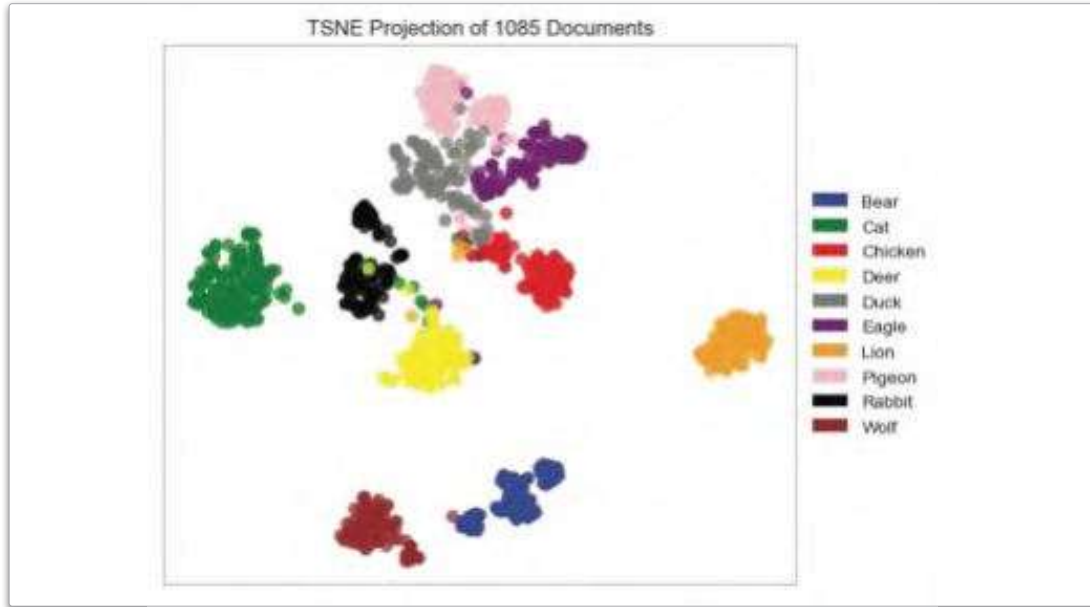 TSNE Projection of 1085 Documents
Bear
Cat
Chicken
Deer
Duck
Eagle
Lion
Pigeon
Rabbit
Wolf